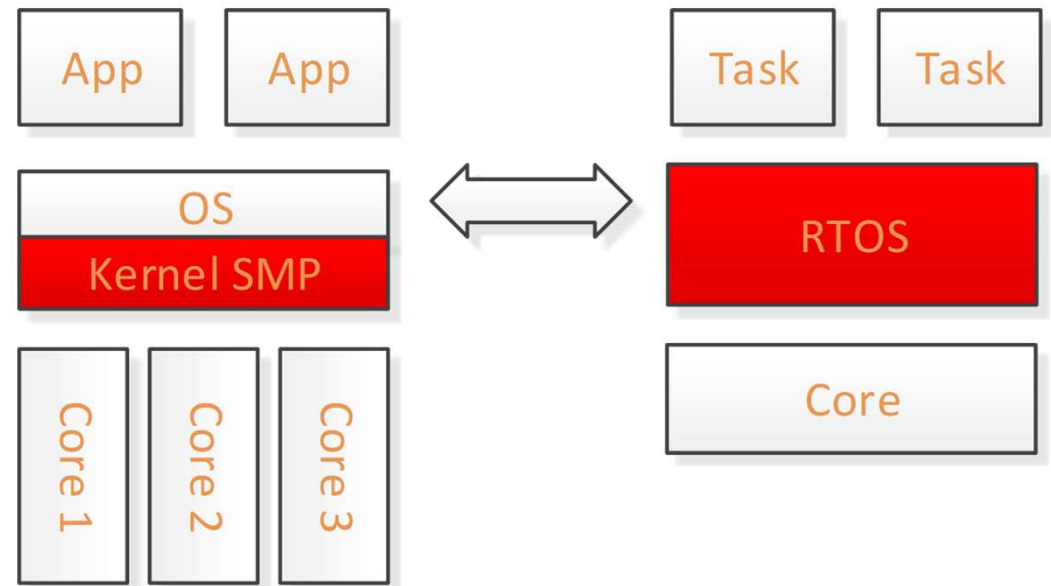 App App
Task Task
OS
Kernel SMP
RTOS
Core 1
Core 2
Core 3
Core